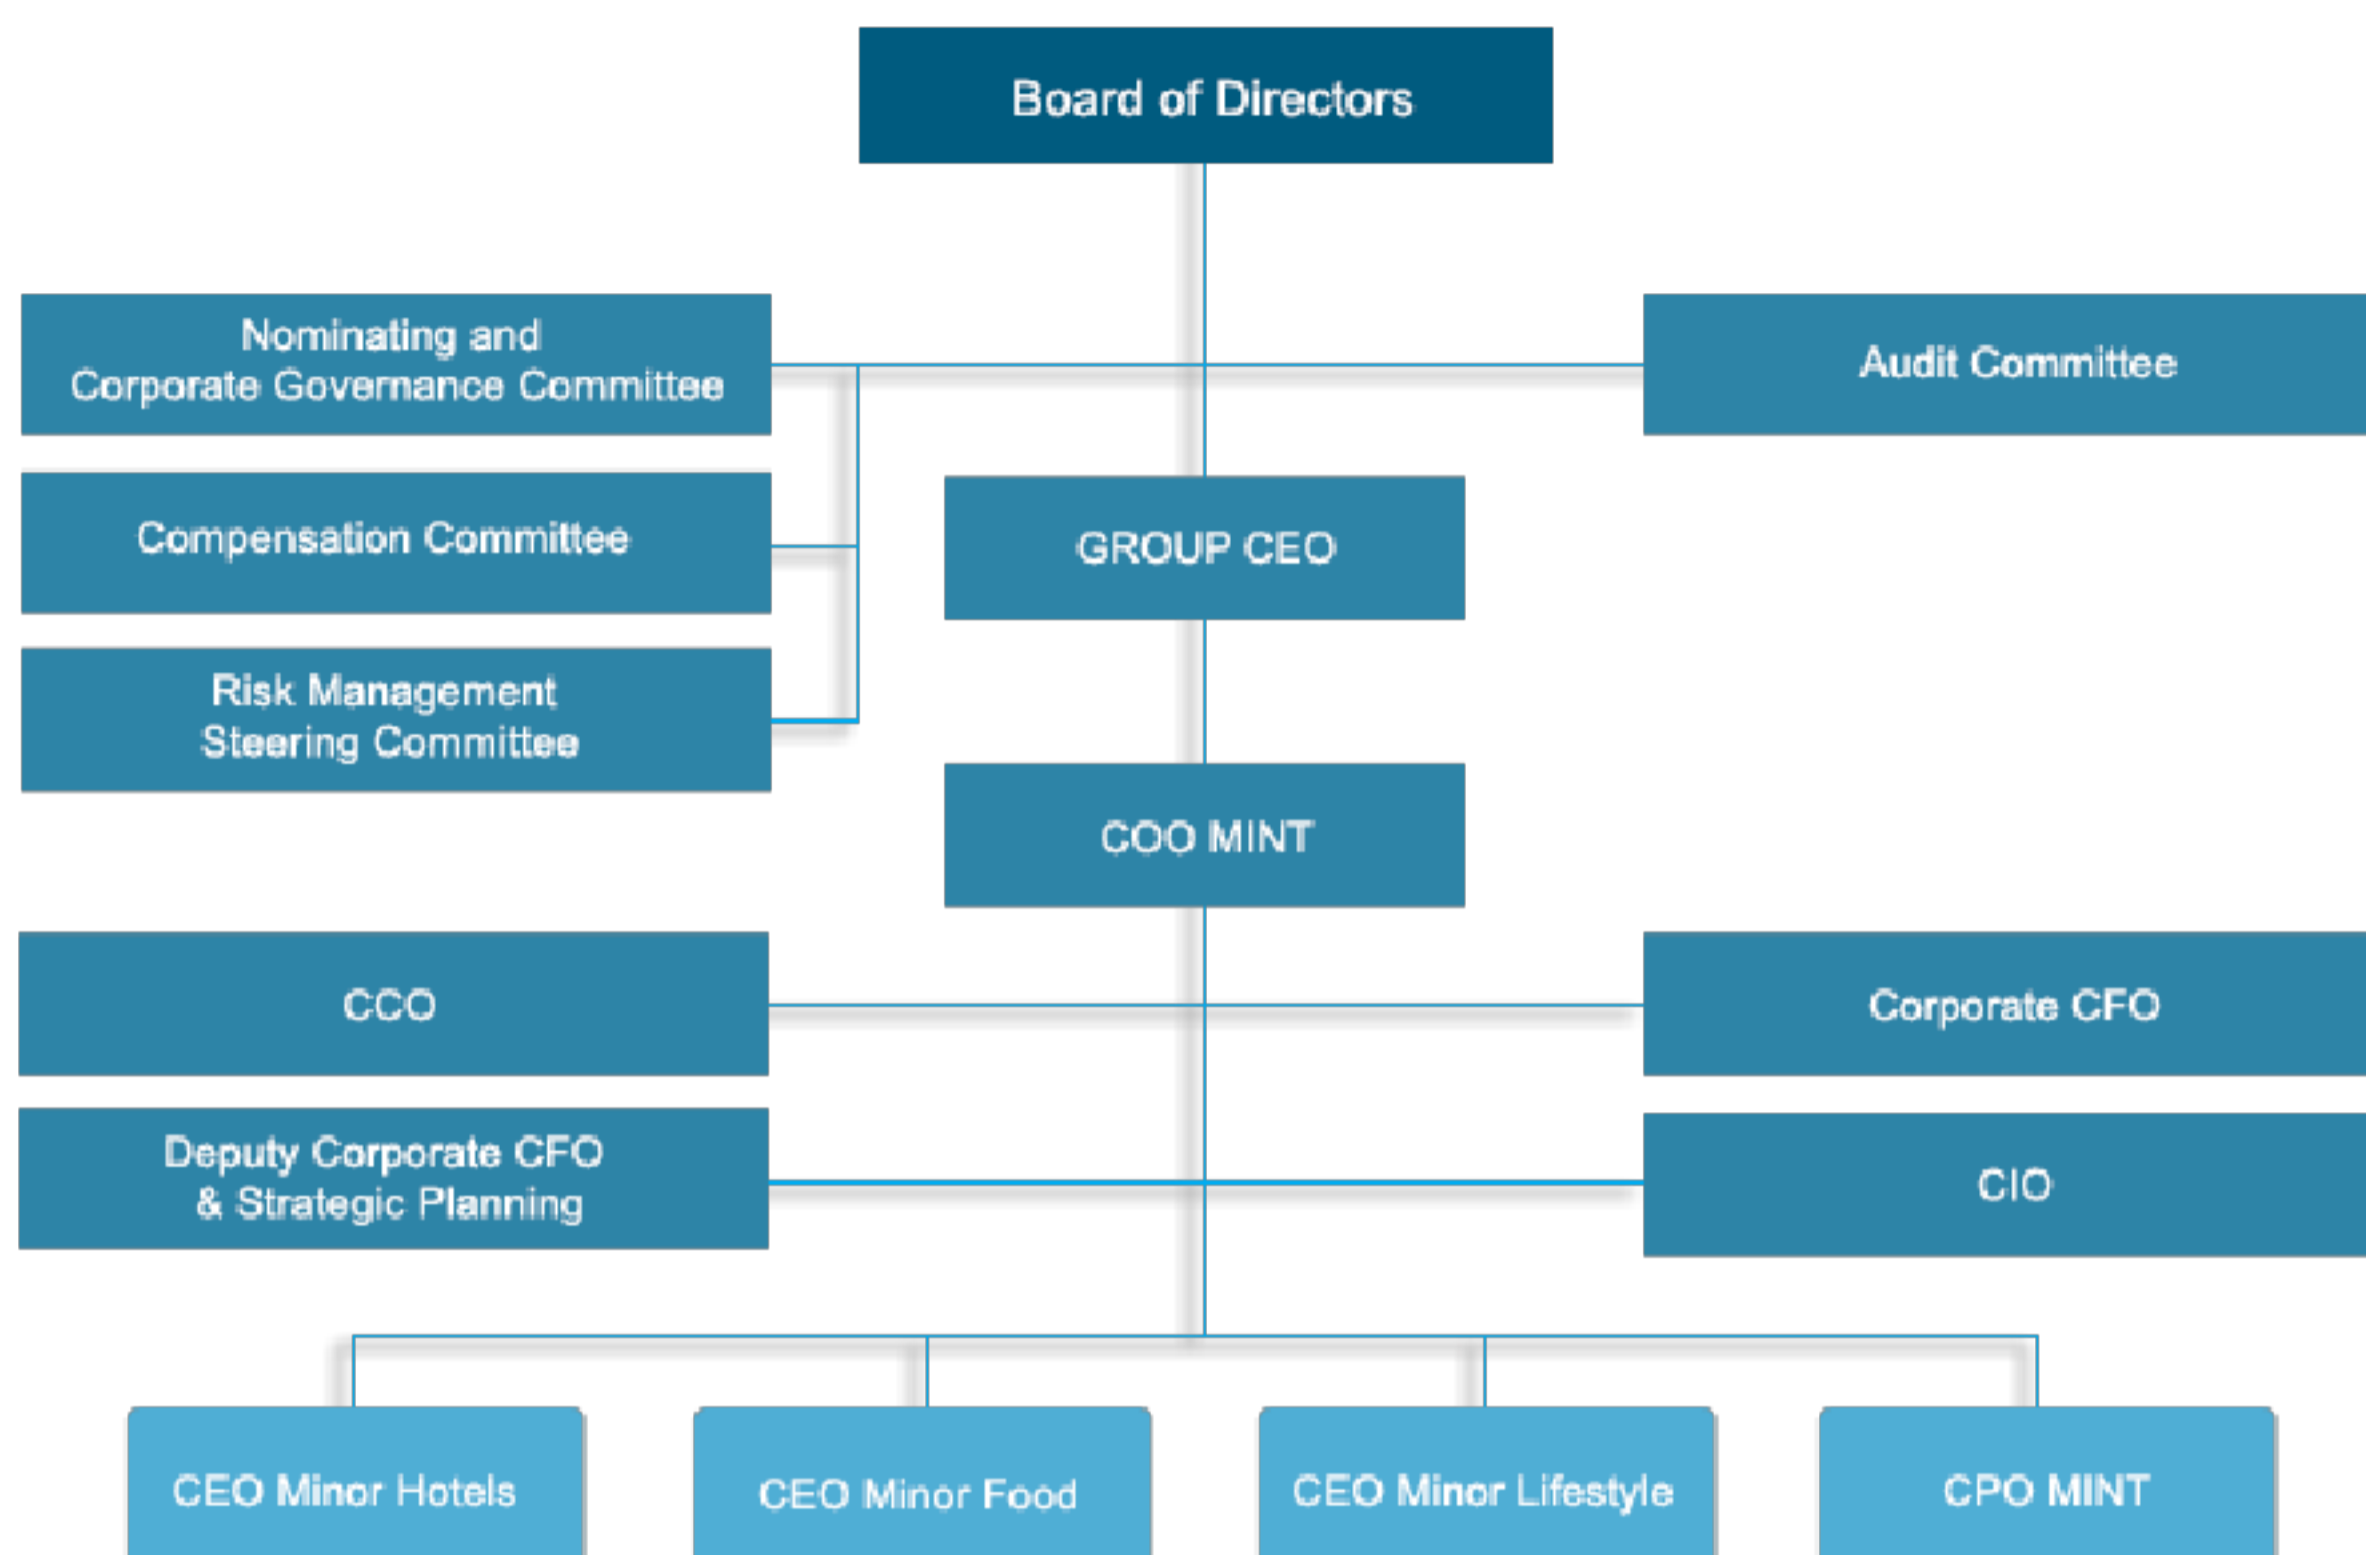 Board of Directors
Nominating and
Corporate Governance Committee
Audit Committee
Compensation Committee
GROUP CEO
Risk Management
Steering Committee
COO MINT
CCO
Corporate CFO
Deputy Corporate CFO
& Strategic Planning
CIO
CEO Minor Hotels
CEO Minor Food
CEO Minor Lifestyle
CPO MINT